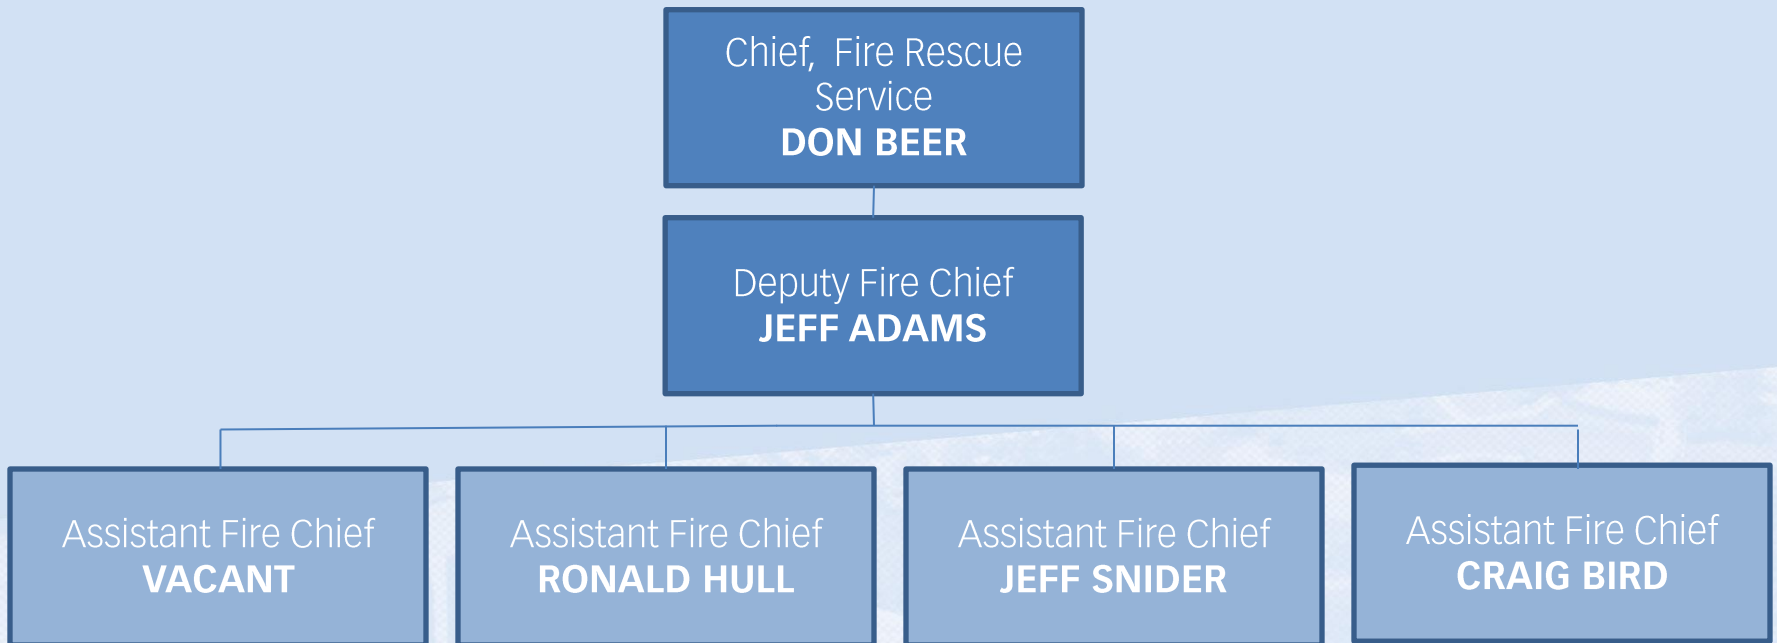 Chief, Fire Rescue
Service
DON BEER
Deputy Fire Chief
JEFF ADAMS
Assistant Fire Chief
VACANT
Assistant Fire Chief
RONALD HULL
Assistant Fire Chief
JEFF SNIDER
Assistant Fire Chief
CRAIG BIRD